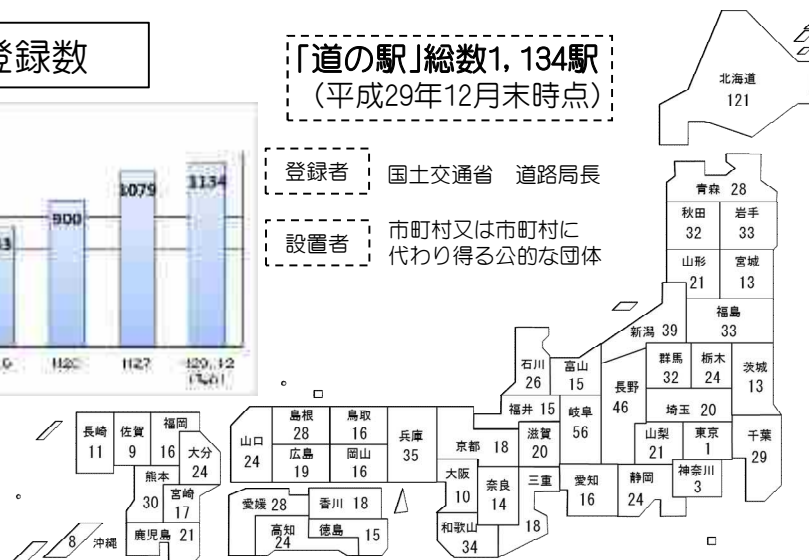 登録数
「道の駅」総数1,134駅
（平成29年12月末時点）
登録者
国土交通省　道路局長
設置者
市町村又は市町村に
代わり得る公的な団体
900
1079
1134
H27
北海道
121
青森 28
秋田
32
岩手
33
山形
21
宮城
13
福島
33
新潟 39
石川
26
富山
15
福井 15
岐阜
56
長野
46
群馬
32
栃木
24
茨城
13
埼玉 20
山梨
21
東京
1
千葉
29
神奈川
3
静岡
24
愛知
16
三重
18
滋賀
20
京都 18
大阪
10
奈良
14
和歌山
34
兵庫
35
鳥取
16
島根
28
岡山
16
広島
19
山口
24
愛媛 28
香川 18
高知
24
徳島 15
福岡
16
佐賀
9
長崎
11
大分
24
熊本
30
宮崎
17
鹿児島 21
8 沖縄